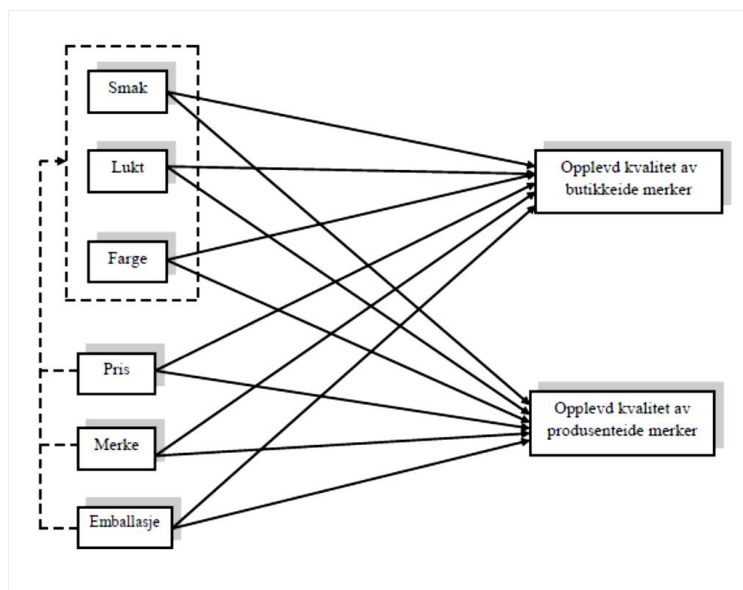 Smak
Lukt
Farge
Pris
Merke
Emballasje
Opplevd kvalitet av
butikkeide merker
Opplevd kvalitet av
produsenteide merker